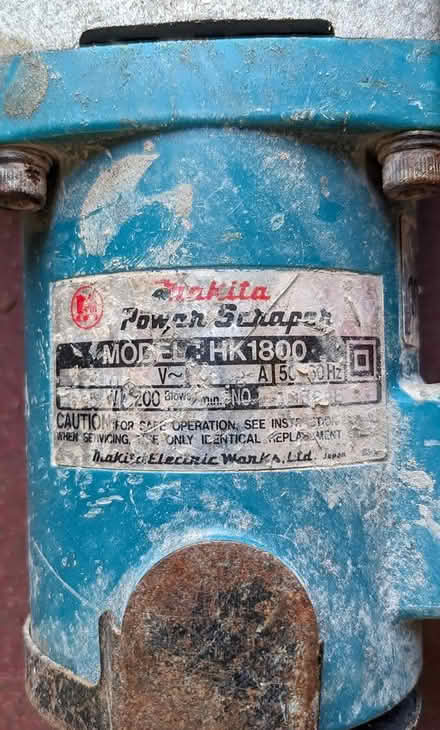 Makita
Power Scraper
MODEL HK1800
V~ A 50 60Hz
W 200 Blows/min. NO.
CAUTION: FOR SAFE OPERATION, SEE INSTRUCTION
WHEN SERVICING, USE ONLY IDENTICAL REPLACEMENT
Makita Electric Works, Ltd. Japan